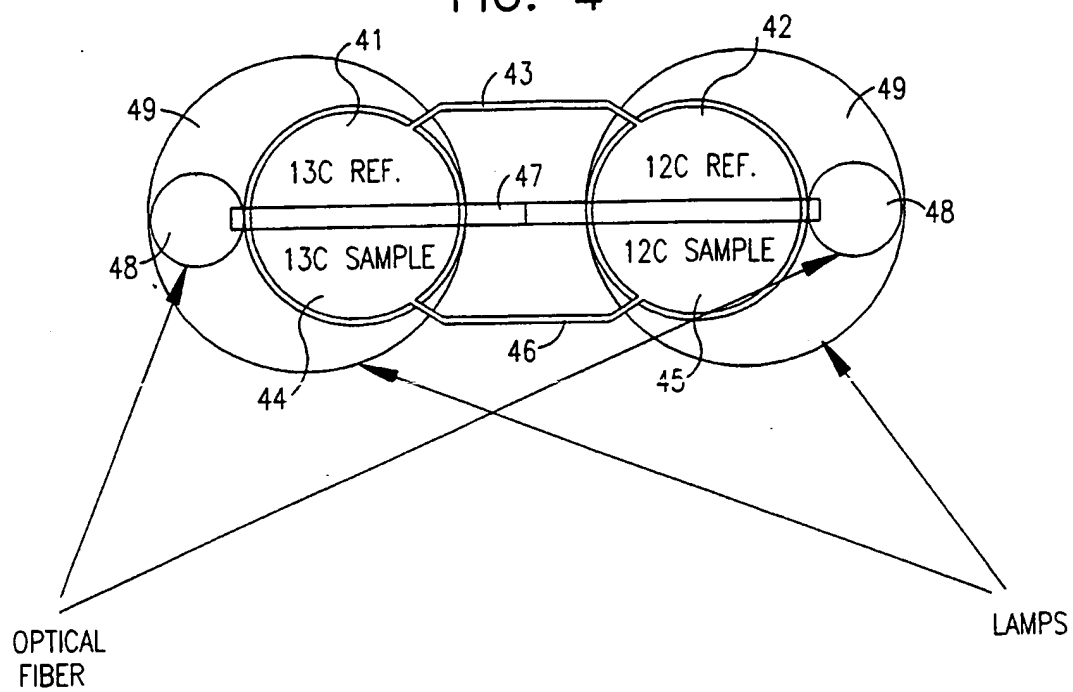 FIG. 4
41
42
43
49
49
13C REF.
12C REF.
47
48
48
13C SAMPLE
12C SAMPLE
46
44
45
OPTICAL
FIBER
LAMPS